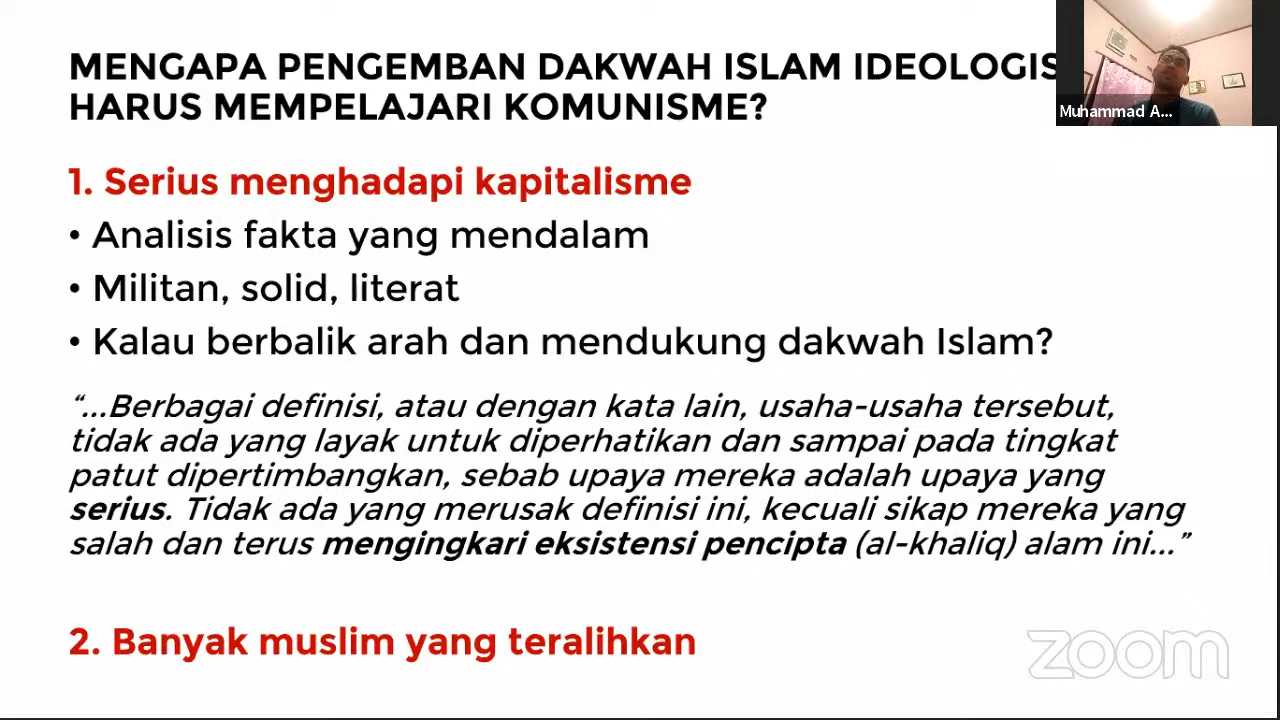 MENGAPA PENGEMBAN DAKWAH ISLAM IDEOLOGIS
HARUS MEMPELAJARI KOMUNISME?
Muhammad A...
1. Serius menghadapi kapitalisme
• Analisis fakta yang mendalam
• Militan, solid, literat
• Kalau berbalik arah dan mendukung dakwah Islam?
“...Berbagai definisi, atau dengan kata lain, usaha-usaha tersebut,
tidak ada yang layak untuk diperhatikan dan sampai pada tingkat
patut dipertimbangkan, sebab upaya mereka adalah upaya yang
serius. Tidak ada yang merusak definisi ini, kecuali sikap mereka yang
salah dan terus mengingkari eksistensi pencipta (al-khaliq) alam ini...”
2. Banyak muslim yang teralihkan
zoom